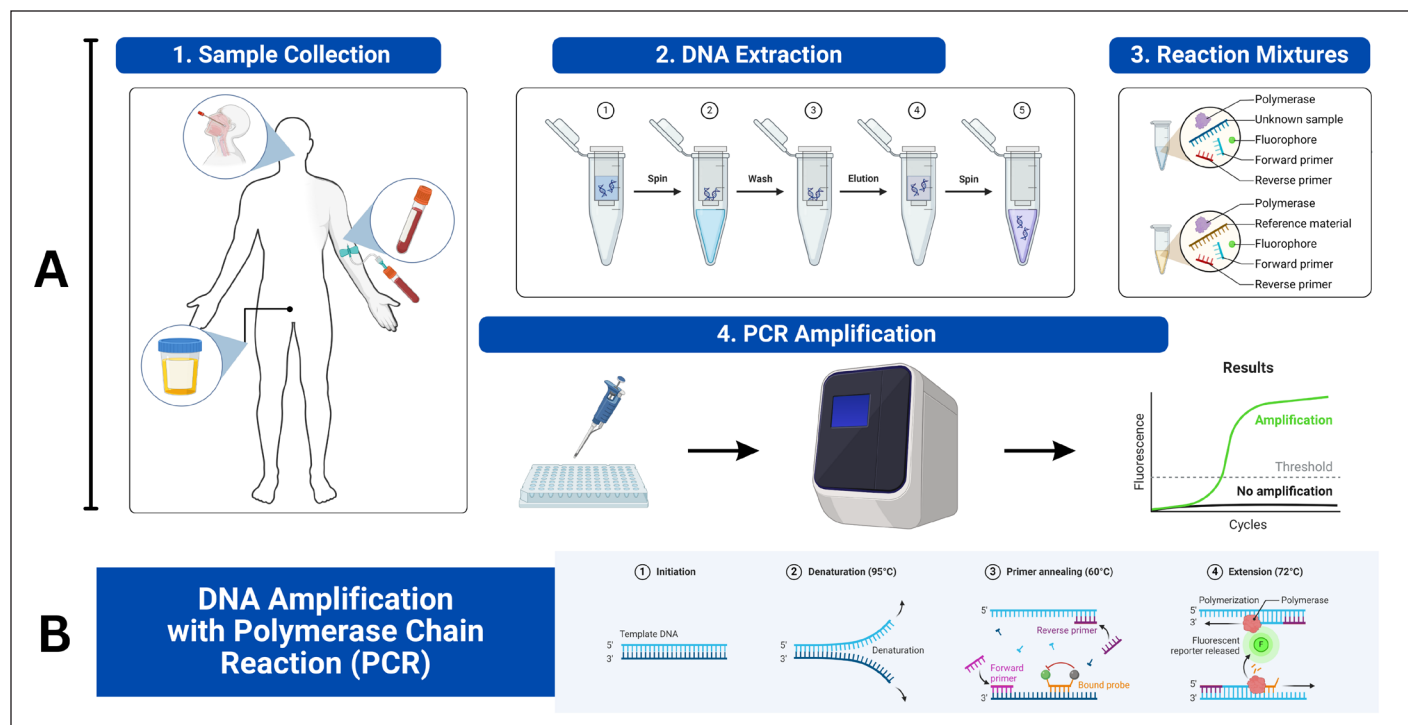 A
1. Sample Collection
2. DNA Extraction
1
2
3
4
5
Spin
Wash
Elution
Spin
3. Reaction Mixtures
Polymerase
Unknown sample
Fluorophore
Forward primer
Reverse primer
Polymerase
Reference material
Fluorophore
Forward primer
Reverse primer
4. PCR Amplification
Results
Fluorescence
Amplification
Threshold
No amplification
Cycles
B
DNA Amplification
with Polymerase Chain
Reaction (PCR)
1 Initiation
Template DNA
5'
3'
2 Denaturation (95°C)
5'
3'
Denaturation
3 Primer annealing (60°C)
5'
Reverse primer
Forward
primer
Bound probe
3'
4 Extension (72°C)
Polymerization
Polymerase
5'
3'
Fluorescent
reporter released
F
5'
3'